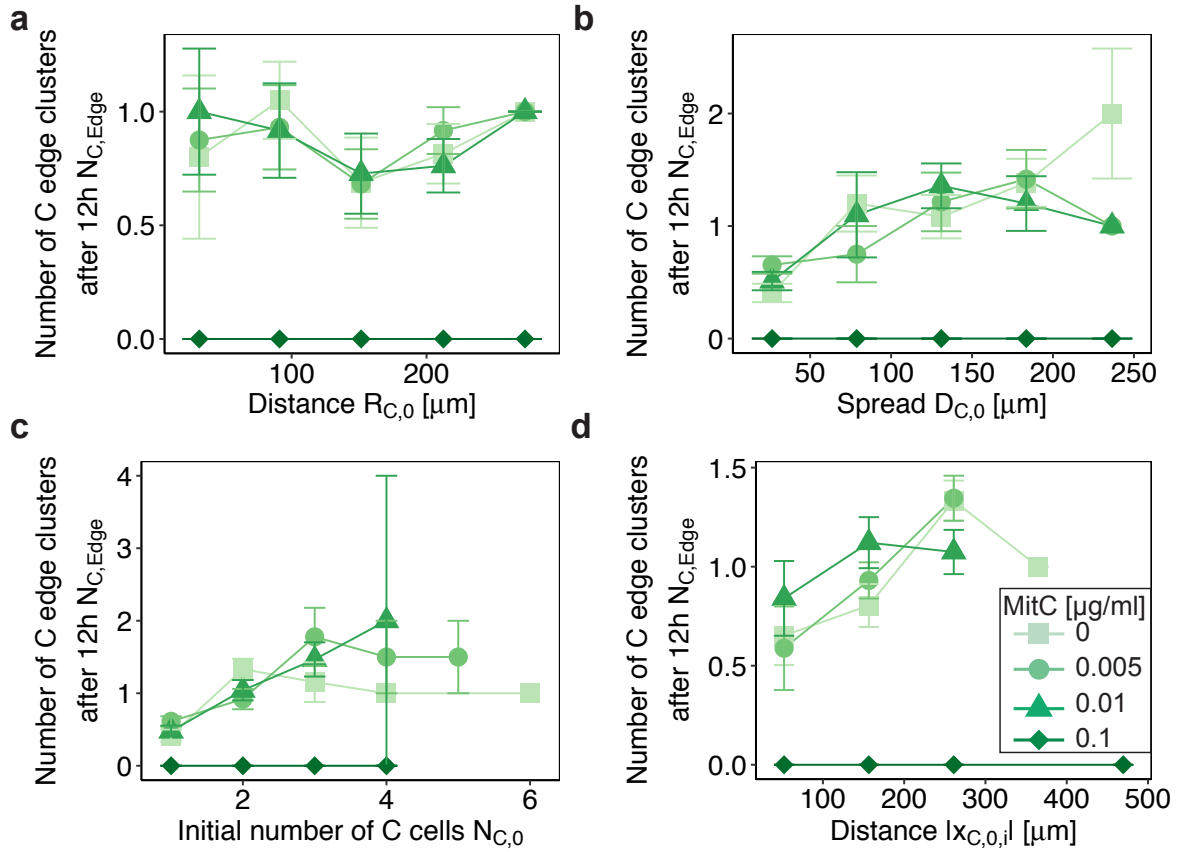 a
Number of C edge clusters
after 12h N_C,Edge
1.0
0.5
0.0
100
200
Distance R_C,0 [μm]
b
Number of C edge clusters
after 12h N_C,Edge
2
1
0
50
100
150
200
250
Spread D_C,0 [μm]
c
Number of C edge clusters
after 12h N_C,Edge
4
3
2
1
0
2
4
6
Initial number of C cells N_C,0
d
Number of C edge clusters
after 12h N_C,Edge
1.5
1.0
0.5
0.0
100
200
300
400
500
Distance |x_C,0,i| [μm]
MitC [μg/ml]
0
0.005
0.01
0.1